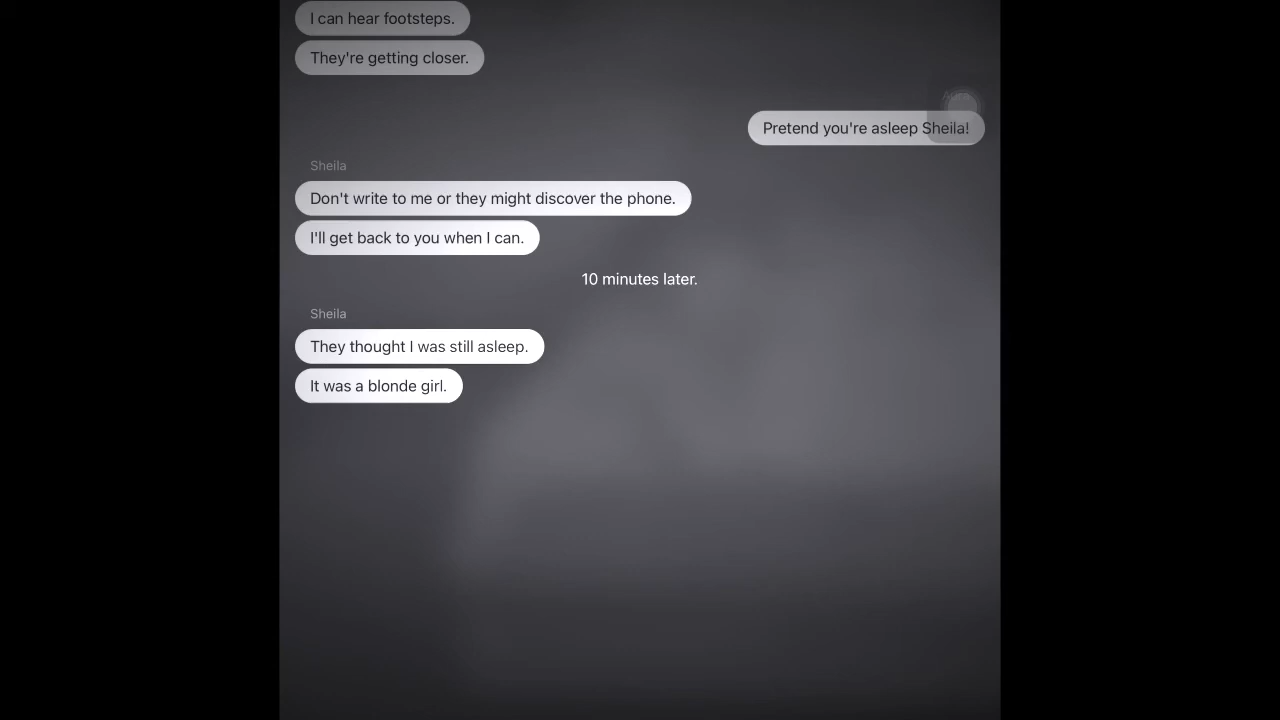 I can hear footsteps.
They're getting closer.
Pretend you're asleep Sheila!
Sheila
Don't write to me or they might discover the phone.
I'll get back to you when I can.
10 minutes later.
Sheila
They thought I was still asleep.
It was a blonde girl.